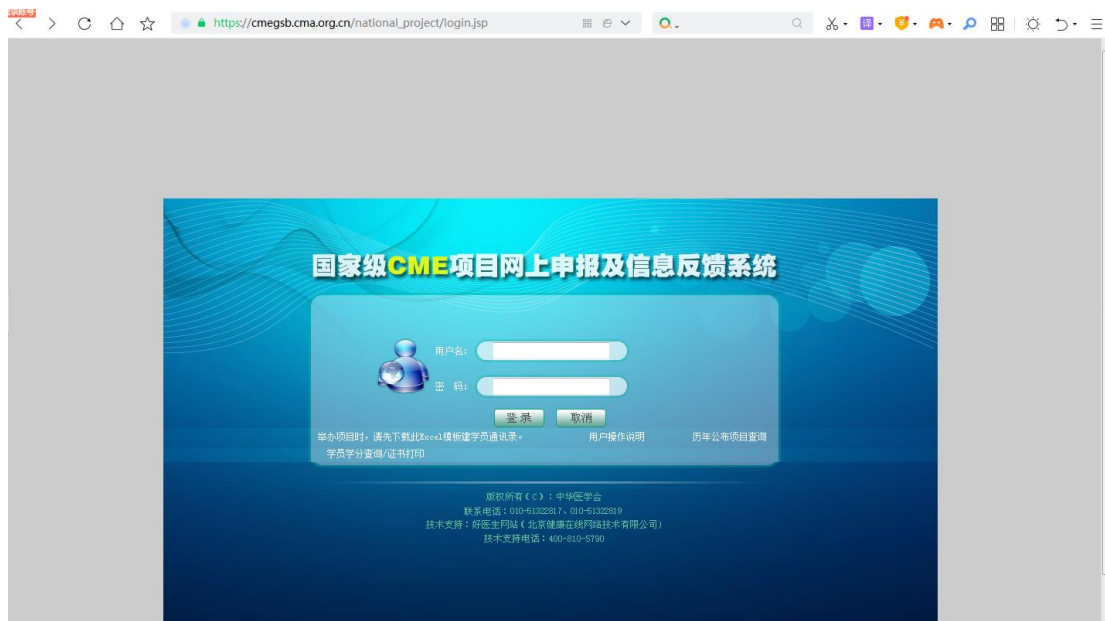 https://cmegsb.cma.org.cn/national_project/login.jsp
译
国家级CME项目网上申报及信息反馈系统
用户名:
密 码:
登 录 取消
举办项目时,请先下载此Excel模板建学员通讯录。 用户操作说明 历年公布项目查询
学员学分查询/证书打印
版权所有(C):中华医学会
联系电话:010-51322817、010-51322819
技术支持:好医生网站(北京健康在线网络技术有限公司)
技术支持电话:400-810-5790